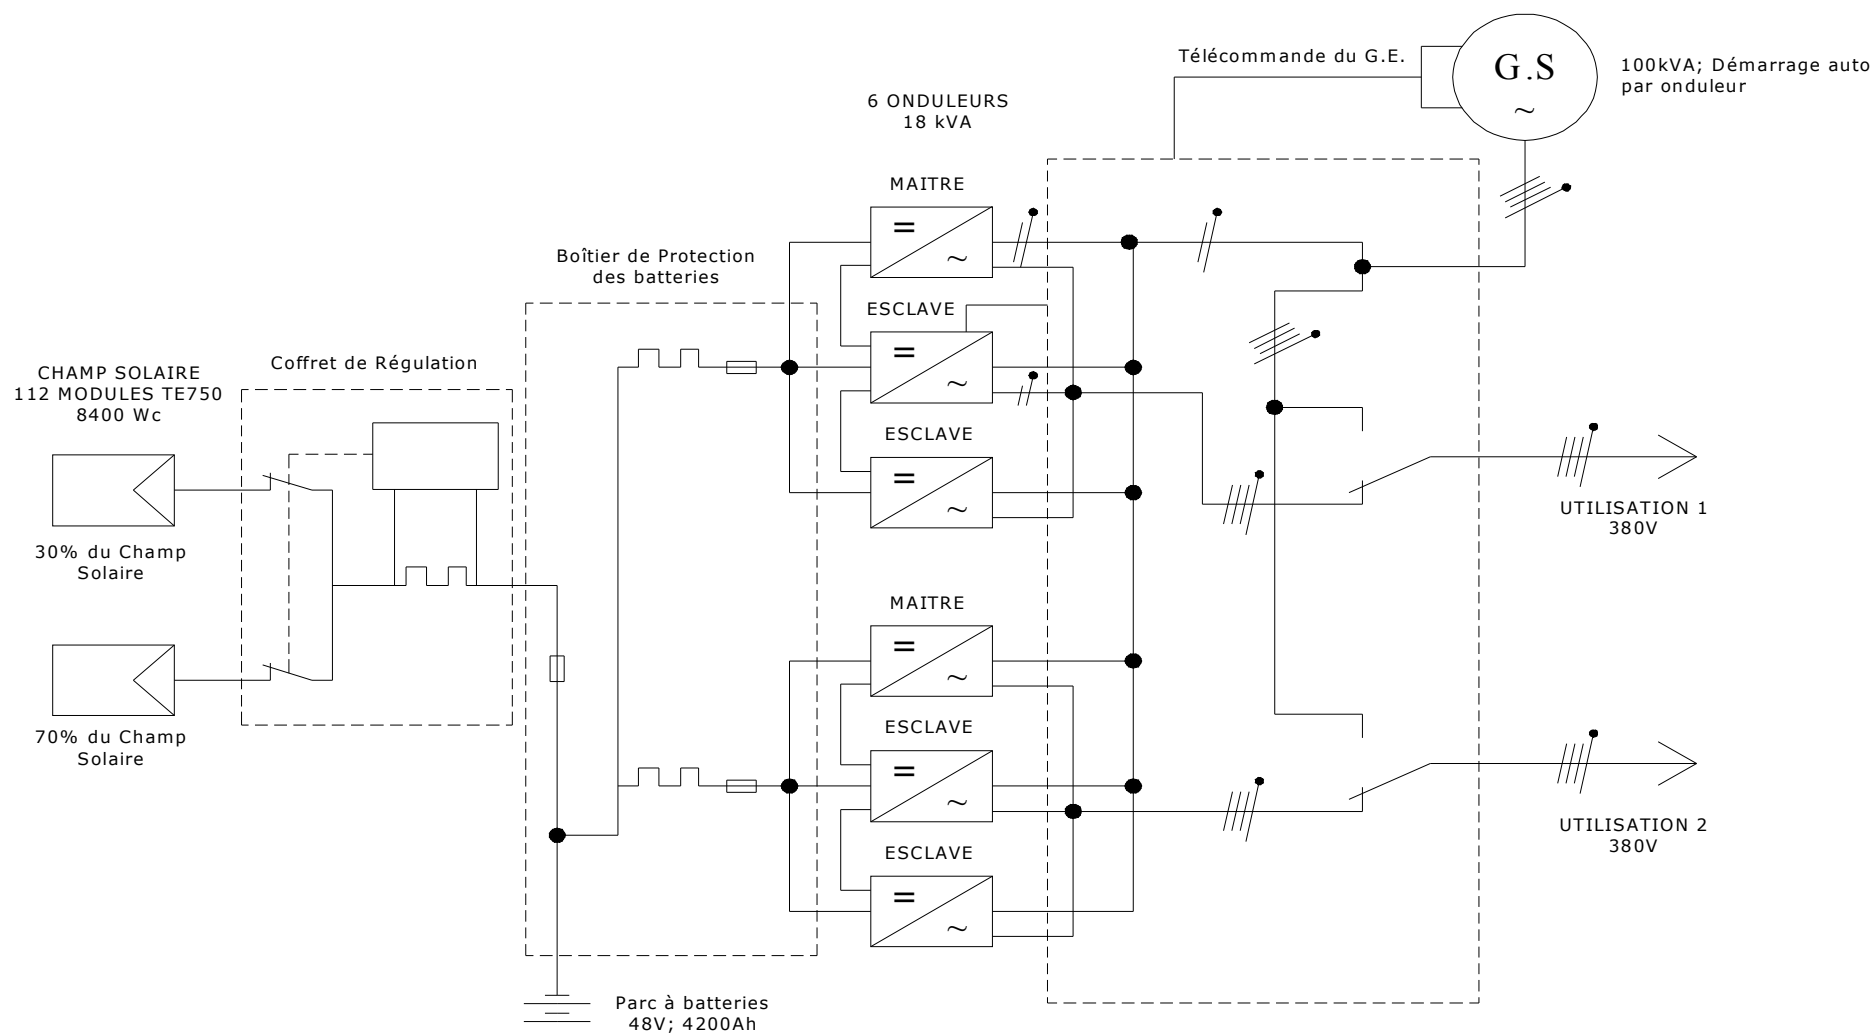 Télécommande du G.E.
G.S
~
100kVA; Démarrage auto
par onduleur
6 ONDULEURS
18 kVA
MAITRE
=
~
Boîtier de Protection
des batteries
ESCLAVE
=
~
Coffret de Régulation
CHAMP SOLAIRE
112 MODULES TE750
8400 Wc
ESCLAVE
=
~
30% du Champ
Solaire
UTILISATION 1
380V
MAITRE
=
~
70% du Champ
Solaire
ESCLAVE
=
~
UTILISATION 2
380V
ESCLAVE
=
~
Parc à batteries
48V; 4200Ah